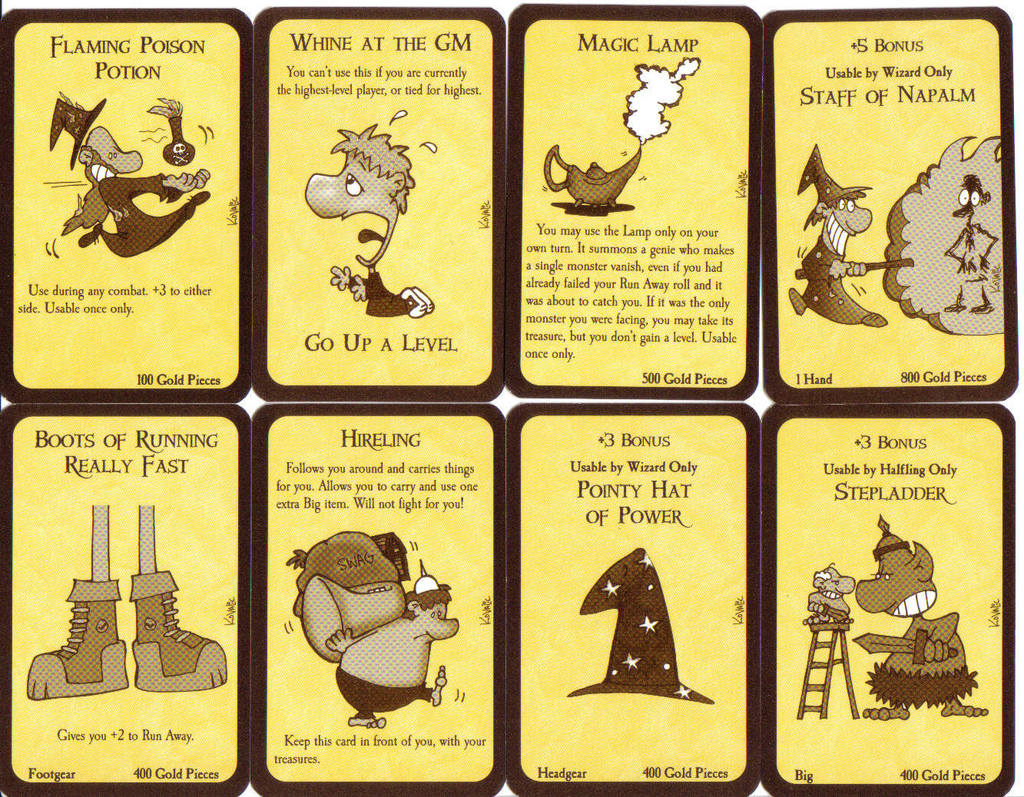 Flaming Poison
Potion
Kovalic
Use during any combat. +3 to either
side. Usable once only.
100 Gold Pieces
Whine at the GM
You can't use this if you are currently
the highest-level player, or tied for highest.
Kovalic
Go Up a Level
Magic Lamp
Kovalic
You may use the Lamp only on your
own turn. It summons a genie who makes
a single monster vanish, even if you had
already failed your Run Away roll and it
was about to catch you. If it was the only
monster you were facing, you may take its
treasure, but you don't gain a level. Usable
once only.
500 Gold Pieces
+5 Bonus
Usable by Wizard Only
Staff of Napalm
Kovalic
1 Hand
800 Gold Pieces
Boots of Running
Really Fast
Kovalic
Gives you +2 to Run Away.
Footgear
400 Gold Pieces
Hireling
Follows you around and carries things
for you. Allows you to carry and use one
extra Big item. Will not fight for you!
SWAG
Kovalic
Keep this card in front of you, with your
treasures.
+3 Bonus
Usable by Wizard Only
Pointy Hat
of Power
Kovalic
Headgear
400 Gold Pieces
+3 Bonus
Usable by Halfling Only
Stepladder
Kovalic
Big
400 Gold Pieces